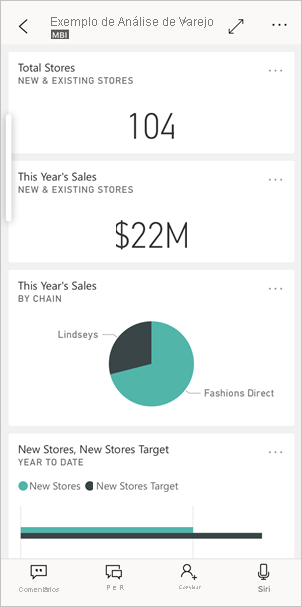 Exemplo de Análise de Varejo
MBI
Total Stores
NEW & EXISTING STORES
104
This Year's Sales
NEW & EXISTING STORES
$22M
This Year's Sales
BY CHAIN
Lindseys
Fashions Direct
New Stores, New Stores Target
YEAR TO DATE
New Stores New Stores Target
Comentários P e R Convidar Siri